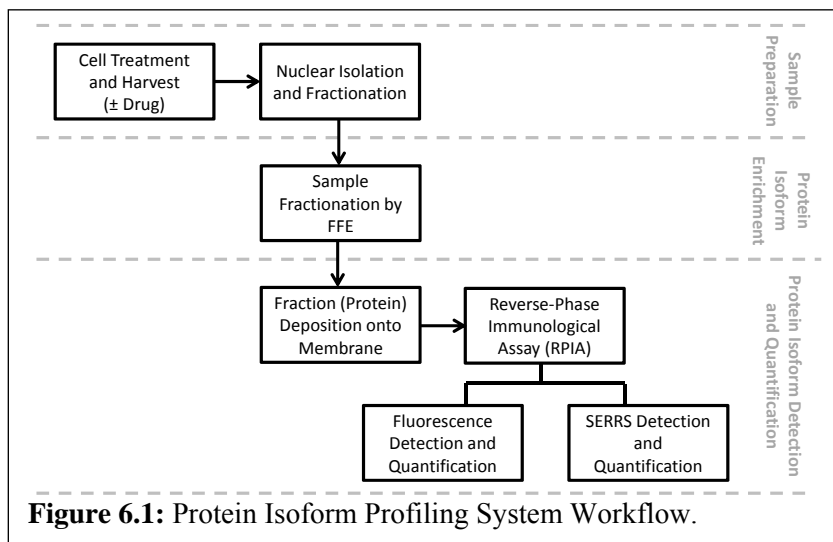 Cell Treatment
and Harvest
(± Drug)
Nuclear Isolation
and Fractionation
Sample
Preparation
Sample
Fractionation by
FFE
Protein
Isoform
Enrichment
Fraction (Protein)
Deposition onto
Membrane
Reverse-Phase
Immunological
Assay (RPIA)
Fluorescence
Detection and
Quantification
SERRS Detection
and
Quantification
Protein Isoform Detection
and Quantification
Figure 6.1: Protein Isoform Profiling System Workflow.